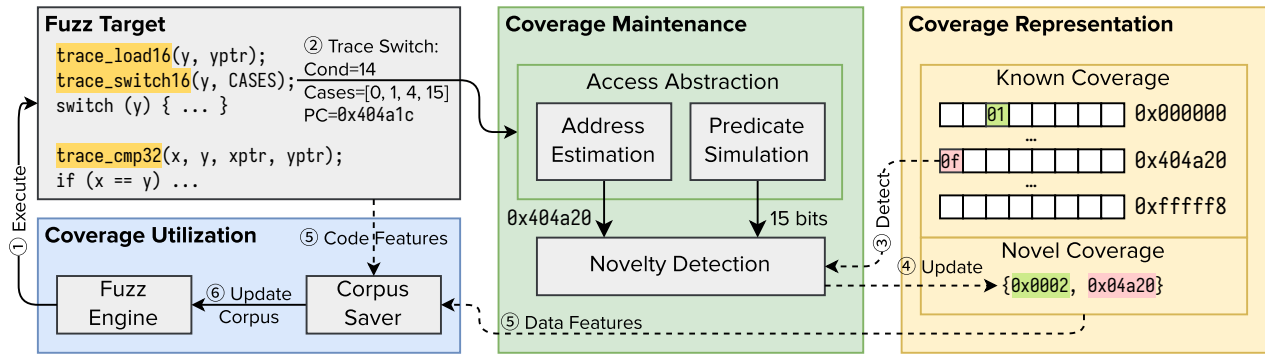 Fuzz Target
trace_load16(y, yptr);
trace_switch16(y, CASES);
switch (y) { ... }
trace_cmp32(x, y, xptr, yptr);
if (x == y) ...
② Trace Switch:
Cond=14
Cases=[0, 1, 4, 15]
PC=0x404a1c
① Execute
Coverage Utilization
⑤ Code Features
Fuzz
Engine
⑥ Update
Corpus
Corpus
Saver
Coverage Maintenance
Access Abstraction
Address
Estimation
Predicate
Simulation
0x404a20
15 bits
Novelty Detection
③ Detect
④ Update
⑤ Data Features
Coverage Representation
Known Coverage
01
0x000000
...
0f
0x404a20
...
0xfffff8
Novel Coverage
{0x0002, 0x04a20}